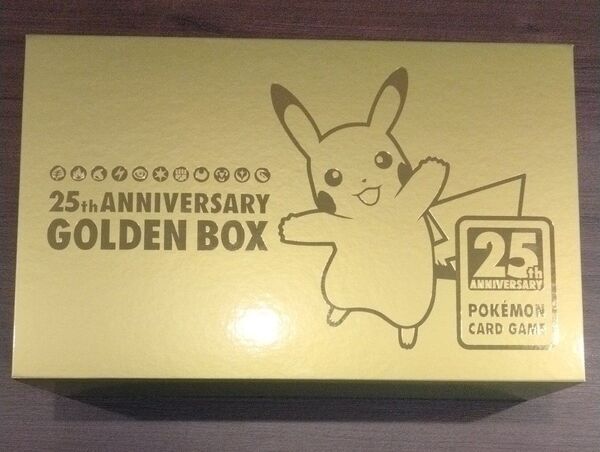 25th ANNIVERSARY
GOLDEN BOX
25th
ANNIVERSARY
POKÉMON
CARD GAME